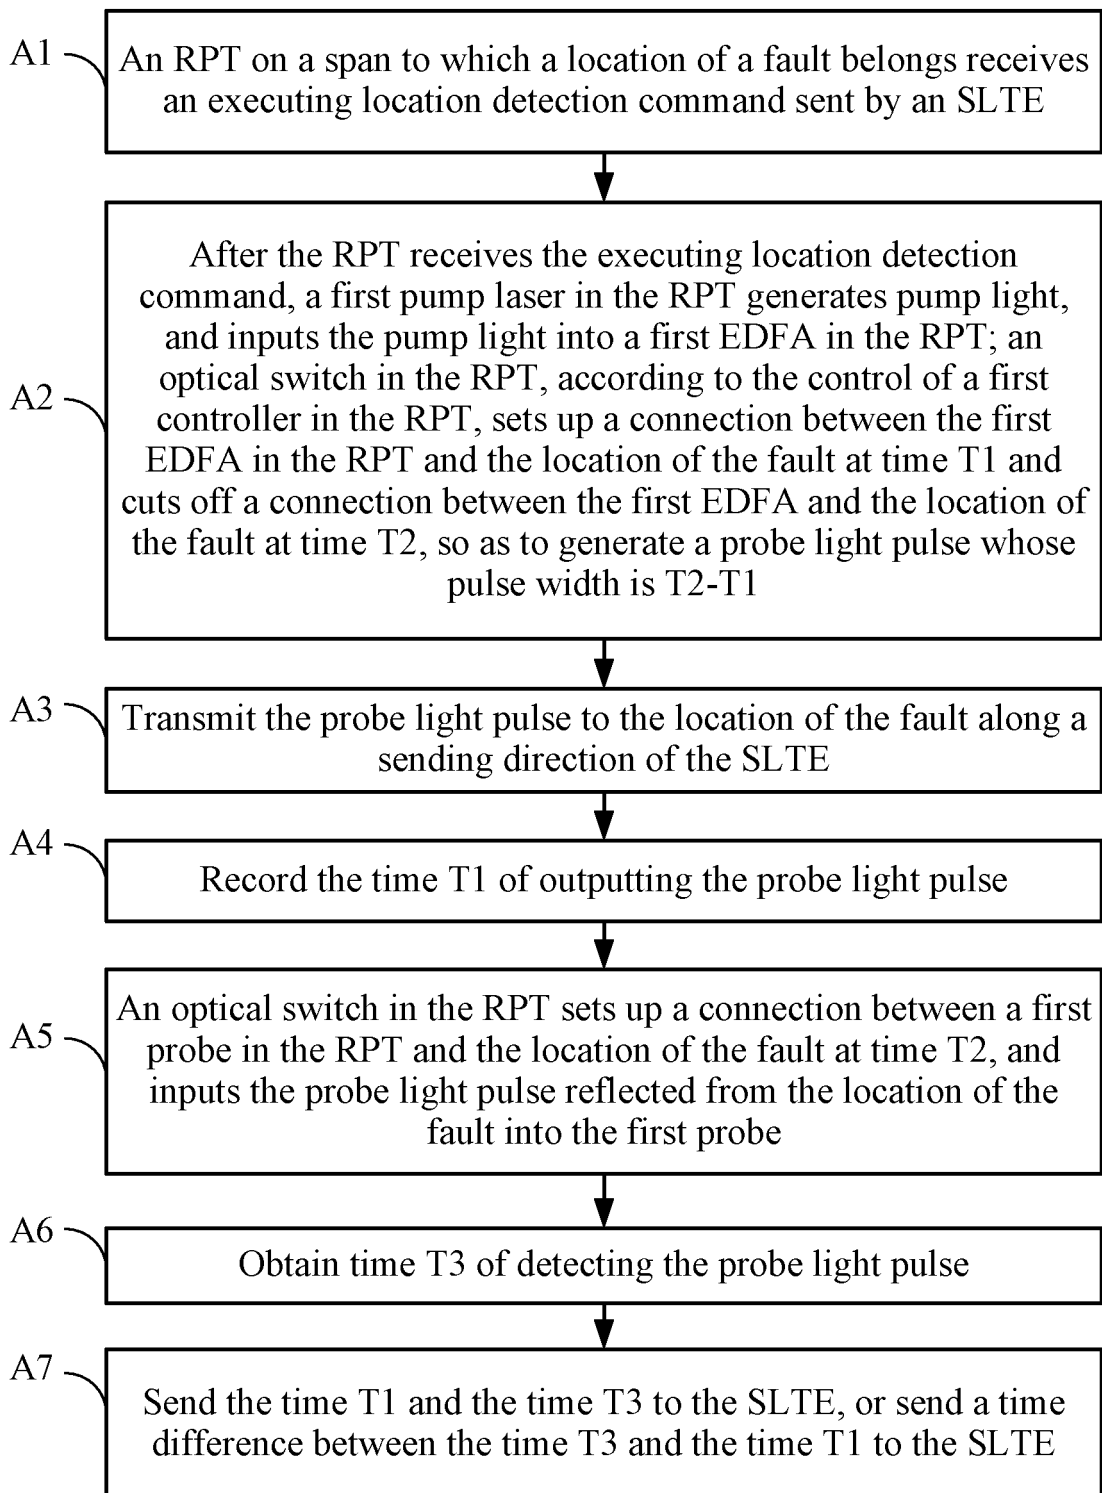 A1
An RPT on a span to which a location of a fault belongs receives
an executing location detection command sent by an SLTE
A2
After the RPT receives the executing location detection
command, a first pump laser in the RPT generates pump light,
and inputs the pump light into a first EDFA in the RPT; an
optical switch in the RPT, according to the control of a first
controller in the RPT, sets up a connection between the first
EDFA in the RPT and the location of the fault at time T1 and
cuts off a connection between the first EDFA and the location of
the fault at time T2, so as to generate a probe light pulse whose
pulse width is T2-T1
A3
Transmit the probe light pulse to the location of the fault along a
sending direction of the SLTE
A4
Record the time T1 of outputting the probe light pulse
A5
An optical switch in the RPT sets up a connection between a first
probe in the RPT and the location of the fault at time T2, and
inputs the probe light pulse reflected from the location of the
fault into the first probe
A6
Obtain time T3 of detecting the probe light pulse
A7
Send the time T1 and the time T3 to the SLTE, or send a time
difference between the time T3 and the time T1 to the SLTE